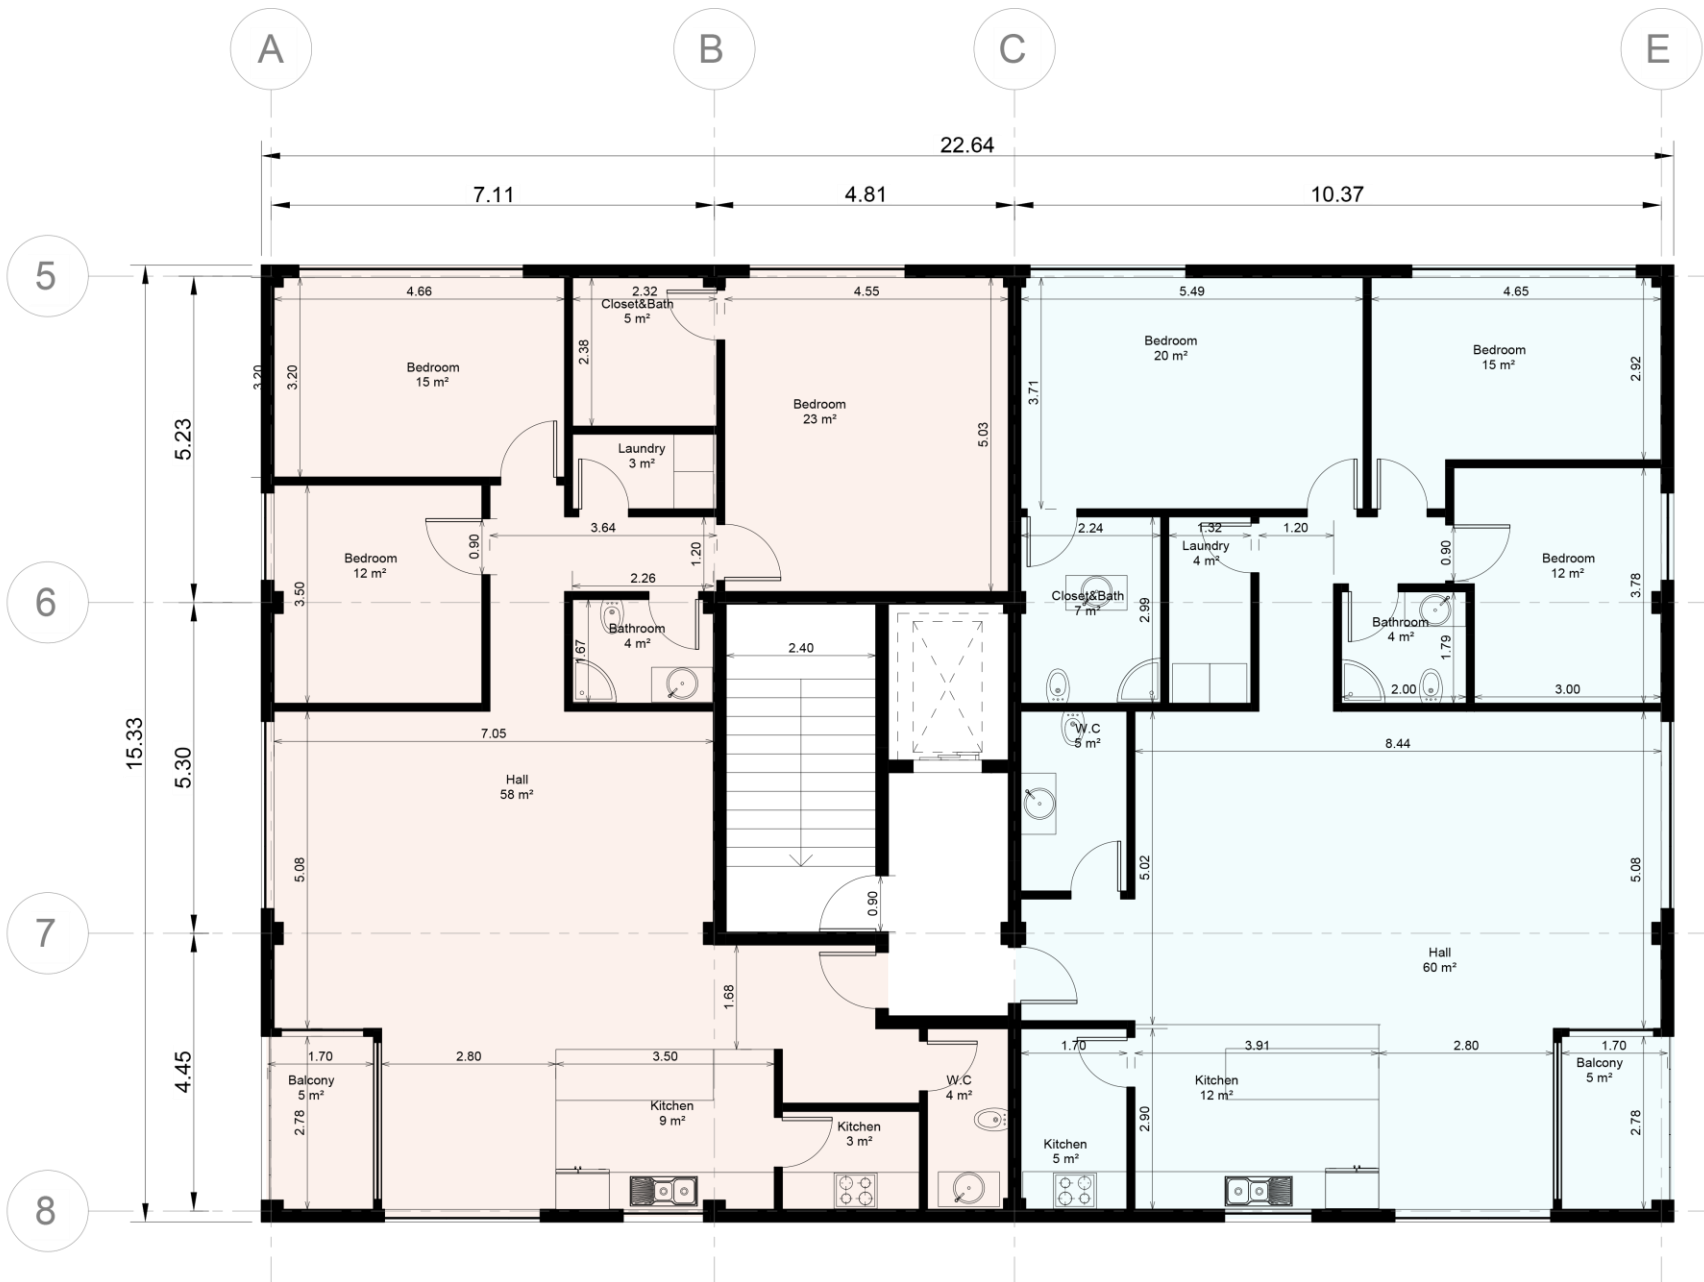 A
B
C
E
22.64
7.11
4.81
10.37
5
6
7
8
15.33
5.23
5.30
4.45
4.66
2.32
4.55
5.49
4.65
Closet&Bath
5 m²
Bedroom
15 m²
3.20
3.20
2.38
Bedroom
23 m²
5.03
Bedroom
20 m²
3.71
Bedroom
15 m²
2.92
Laundry
3 m²
3.64
0.90
1.20
2.26
Bedroom
12 m²
3.50
Bathroom
4 m²
1.67
2.40
2.24
1.32
1.20
Laundry
4 m²
0.90
Bedroom
12 m²
3.78
Closet&Bath
7 m²
2.99
Bathroom
4 m²
1.79
2.00
3.00
7.05
W.C
5 m²
8.44
Hall
58 m²
5.08
5.02
5.08
0.90
Hall
60 m²
1.68
1.70
2.80
3.50
1.70
3.91
2.80
1.70
Balcony
5 m²
2.78
Kitchen
9 m²
Kitchen
3 m²
W.C
4 m²
Kitchen
5 m²
2.90
Kitchen
12 m²
Balcony
5 m²
2.78